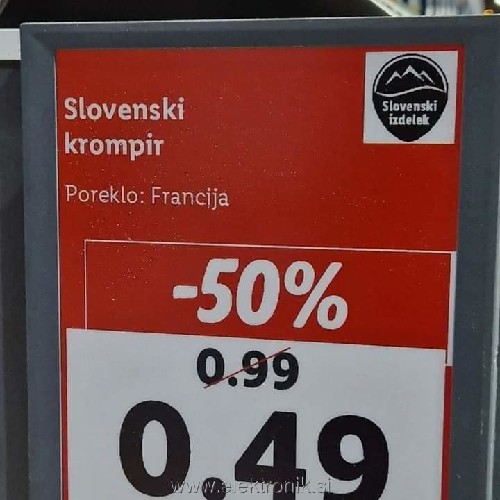 Slovenski
krompir
Slovenski
izdelek
Poreklo: Francija
-50%
0.99
0.49
www.elektronik.si